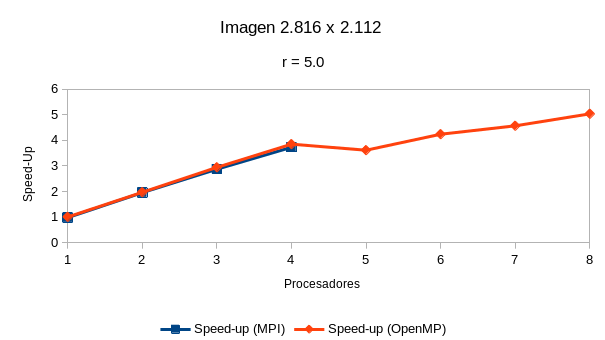 Imagen 2.816 x 2.112
r = 5.0
Speed-Up
6
5
4
3
2
1
0
1 2 3 4 5 6 7 8
Procesadores
Speed-up (MPI) Speed-up (OpenMP)